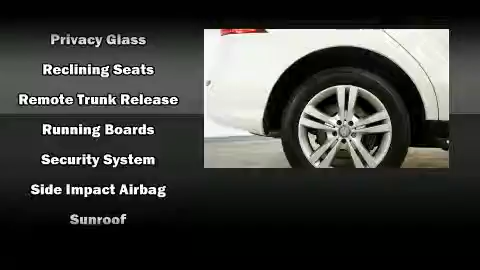 Privacy Glass
Reclining Seats
Remote Trunk Release
Running Boards
Security System
Side Impact Airbag
Sunroof